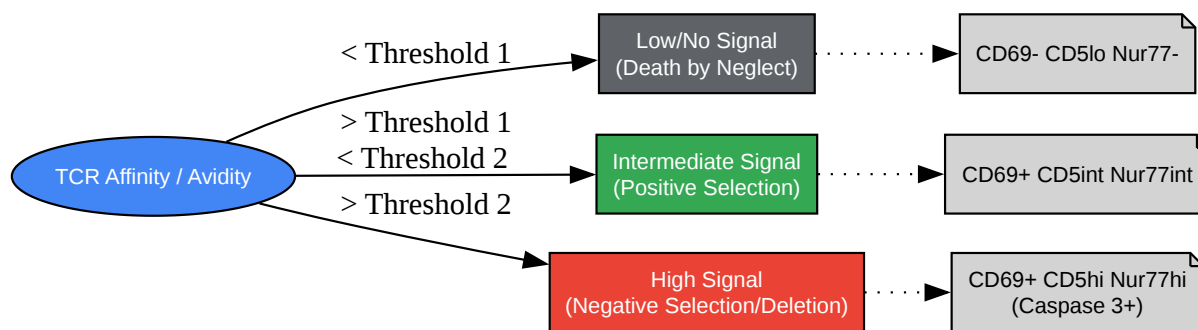 TCR Affinity / Avidity
< Threshold 1
Low/No Signal
(Death by Neglect)
CD69- CD5lo Nur77-
> Threshold 1
< Threshold 2
Intermediate Signal
(Positive Selection)
CD69+ CD5int Nur77int
> Threshold 2
High Signal
(Negative Selection/Deletion)
CD69+ CD5hi Nur77hi
(Caspase 3+)